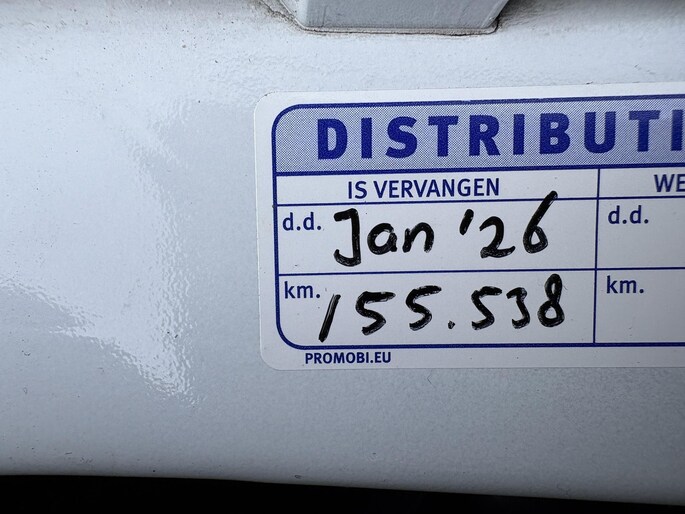 DISTRIBUTI
IS VERVANGEN WE
d.d. Jan '26 d.d.
km. 155.538 km.
PROMOBI.EU